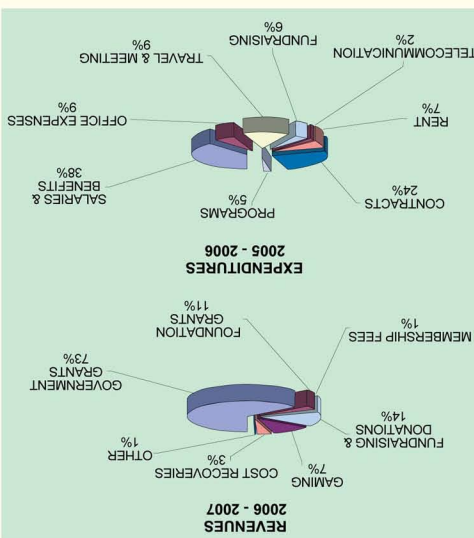 REVENUES
2006 - 2007
GAMING
7%
COST RECOVERIES
3%
OTHER
1%
FUNDRAISING &
DONATIONS
14%
GOVERNMENT
GRANTS
73%
MEMBERSHIP FEES
1%
FOUNDATION
GRANTS
11%
EXPENDITURES
2005 - 2006
CONTRACTS
24%
PROGRAMS
5%
SALARIES &
BENEFITS
38%
RENT
7%
OFFICE EXPENSES
9%
TELECOMMUNICATION
2%
FUNDRAISING
6%
TRAVEL & MEETING
9%